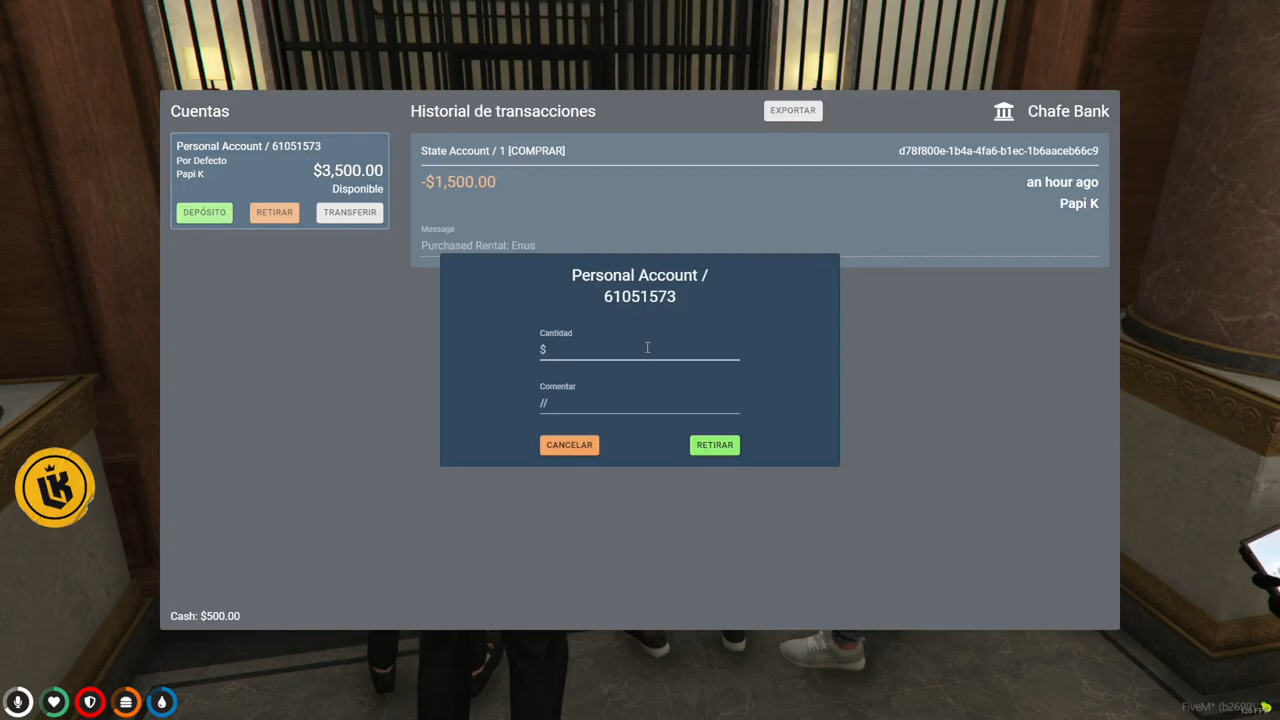 Cuentas
Historial de transacciones
EXPORTAR
Chafe Bank
Personal Account / 61051573
Por Defecto
Papi K
$3,500.00
Disponible
DEPÓSITO
RETIRAR
TRANSFERIR
State Account / 1 [COMPRAR]
d78f800e-1b4a-4fa6-b1ec-1b6aaceb66c9
-$1,500.00
an hour ago
Papi K
Message
Purchased Rental: Enus
Personal Account /
61051573
Cantidad
$
Comentar
//
CANCELAR
RETIRAR
LK
Cash: $500.00
FiveM*